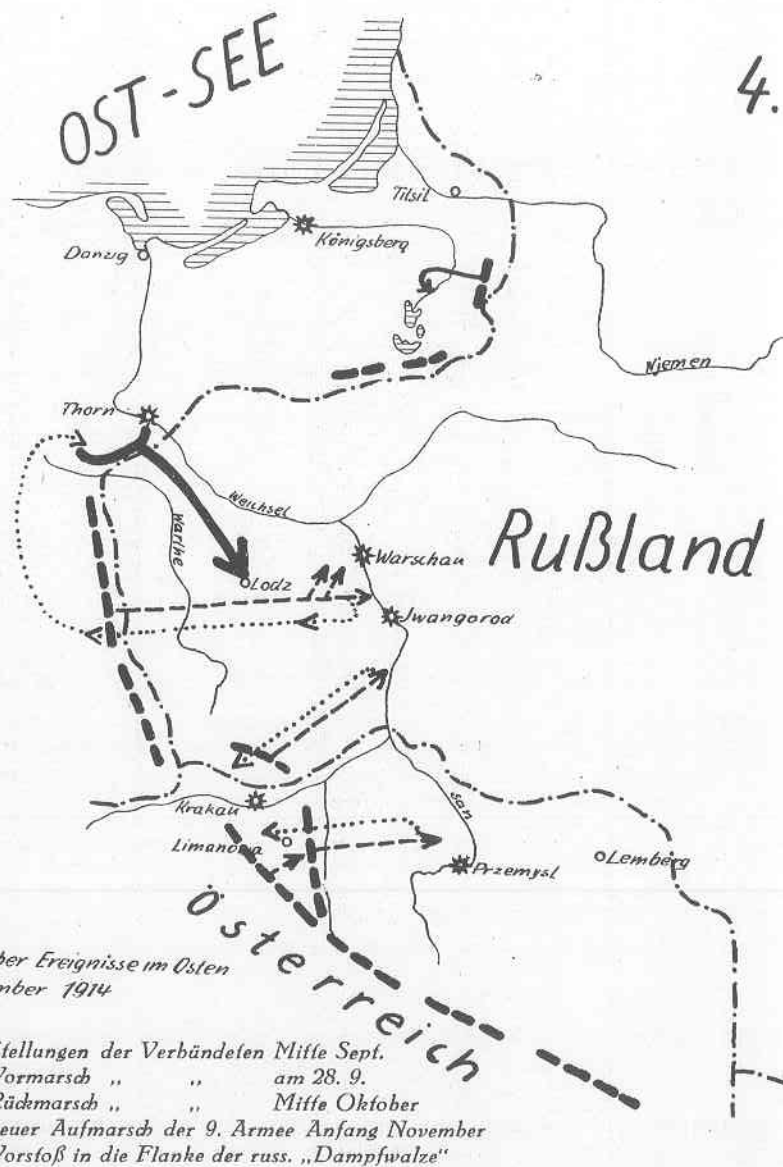 OST-SEE
4.
Tilsit
Königsberg
Danzig
Njemen
Thorn
Weichsel
Warthe
Rußland
Warschau
Lodz
Jwangorod
Krakau
San
Limanowa
Przemysl
Lemberg
Österreich
ber Ereignisse im Osten
mber 1914
Stellungen der Verbündeten Mitte Sept.
Vormarsch „ „ am 28. 9.
Rückmarsch „ „ Mitte Oktober
euer Aufmarsch der 9. Armee Anfang November
Vorstoß in die Flanke der russ. „Dampfwalze“